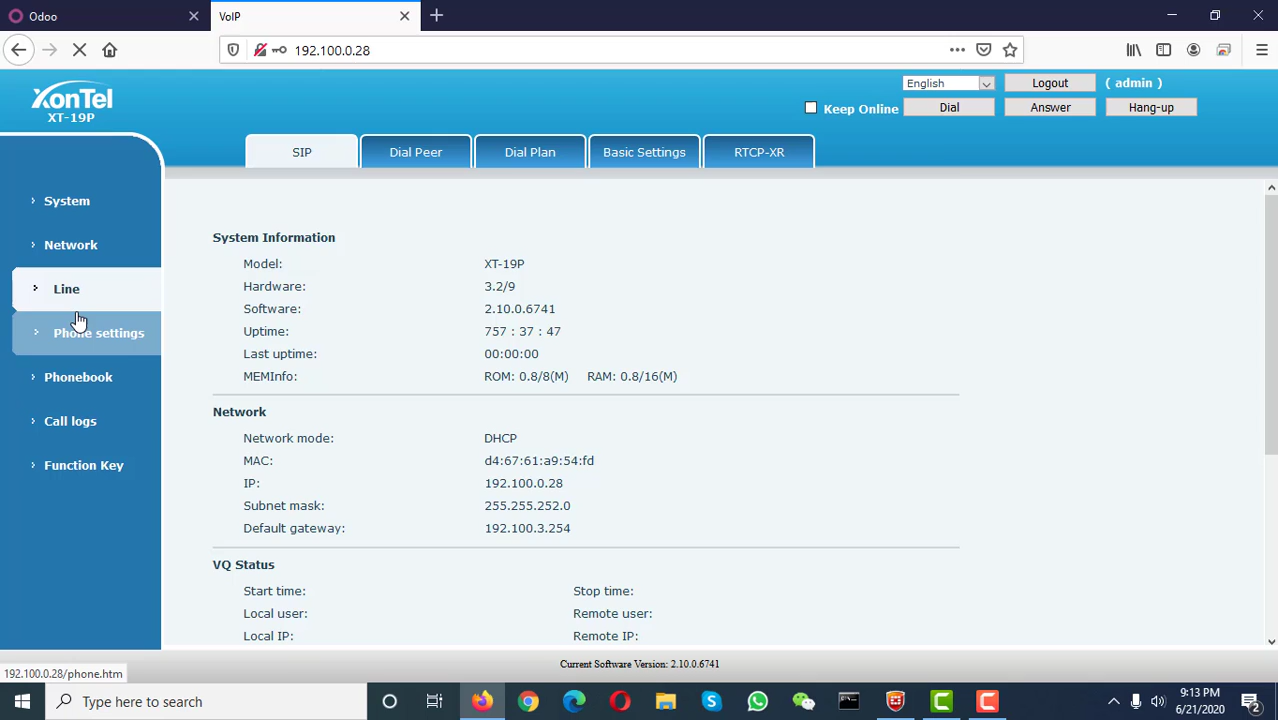 Odoo
VoIP
192.100.0.28
XonTel
XT-19P
English
Logout
( admin )
Keep Online
Dial
Answer
Hang-up
SIP
Dial Peer
Dial Plan
Basic Settings
RTCP-XR
System
Network
Line
Phone settings
Phonebook
Call logs
Function Key
System Information
Model: XT-19P
Hardware: 3.2/9
Software: 2.10.0.6741
Uptime: 757 : 37 : 47
Last uptime: 00:00:00
MEMInfo: ROM: 0.8/8(M) RAM: 0.8/16(M)
Network
Network mode: DHCP
MAC: d4:67:61:a9:54:fd
IP: 192.100.0.28
Subnet mask: 255.255.252.0
Default gateway: 192.100.3.254
VQ Status
Start time: Stop time:
Local user: Remote user:
Local IP: Remote IP:
192.100.0.28/phone.htm
Current Software Version: 2.10.0.6741
Type here to search
9:13 PM
6/21/2020
2